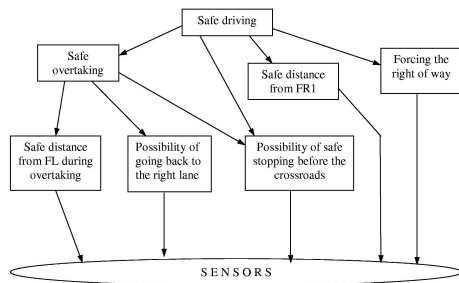 Safe driving
Safe
overtaking
Safe distance
from FR1
Forcing the
right of way
Safe distance
from FL during
overtaking
Possibility of
going back to
the right lane
Possibility of safe
stopping before the
crossroads
SENSORS